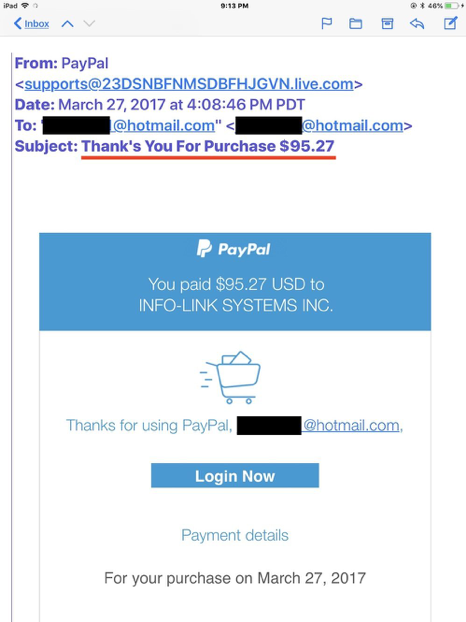 iPad 9:13 PM 46%
Inbox
From: PayPal
<supports@23DSNBFNMSDBFHJGVN.live.com>
Date: March 27, 2017 at 4:08:46 PM PDT
To: " @hotmail.com" < @hotmail.com>
Subject: Thank's You For Purchase $95.27
PayPal
You paid $95.27 USD to
INFO-LINK SYSTEMS INC.
Thanks for using PayPal, @hotmail.com,
Login Now
Payment details
For your purchase on March 27, 2017